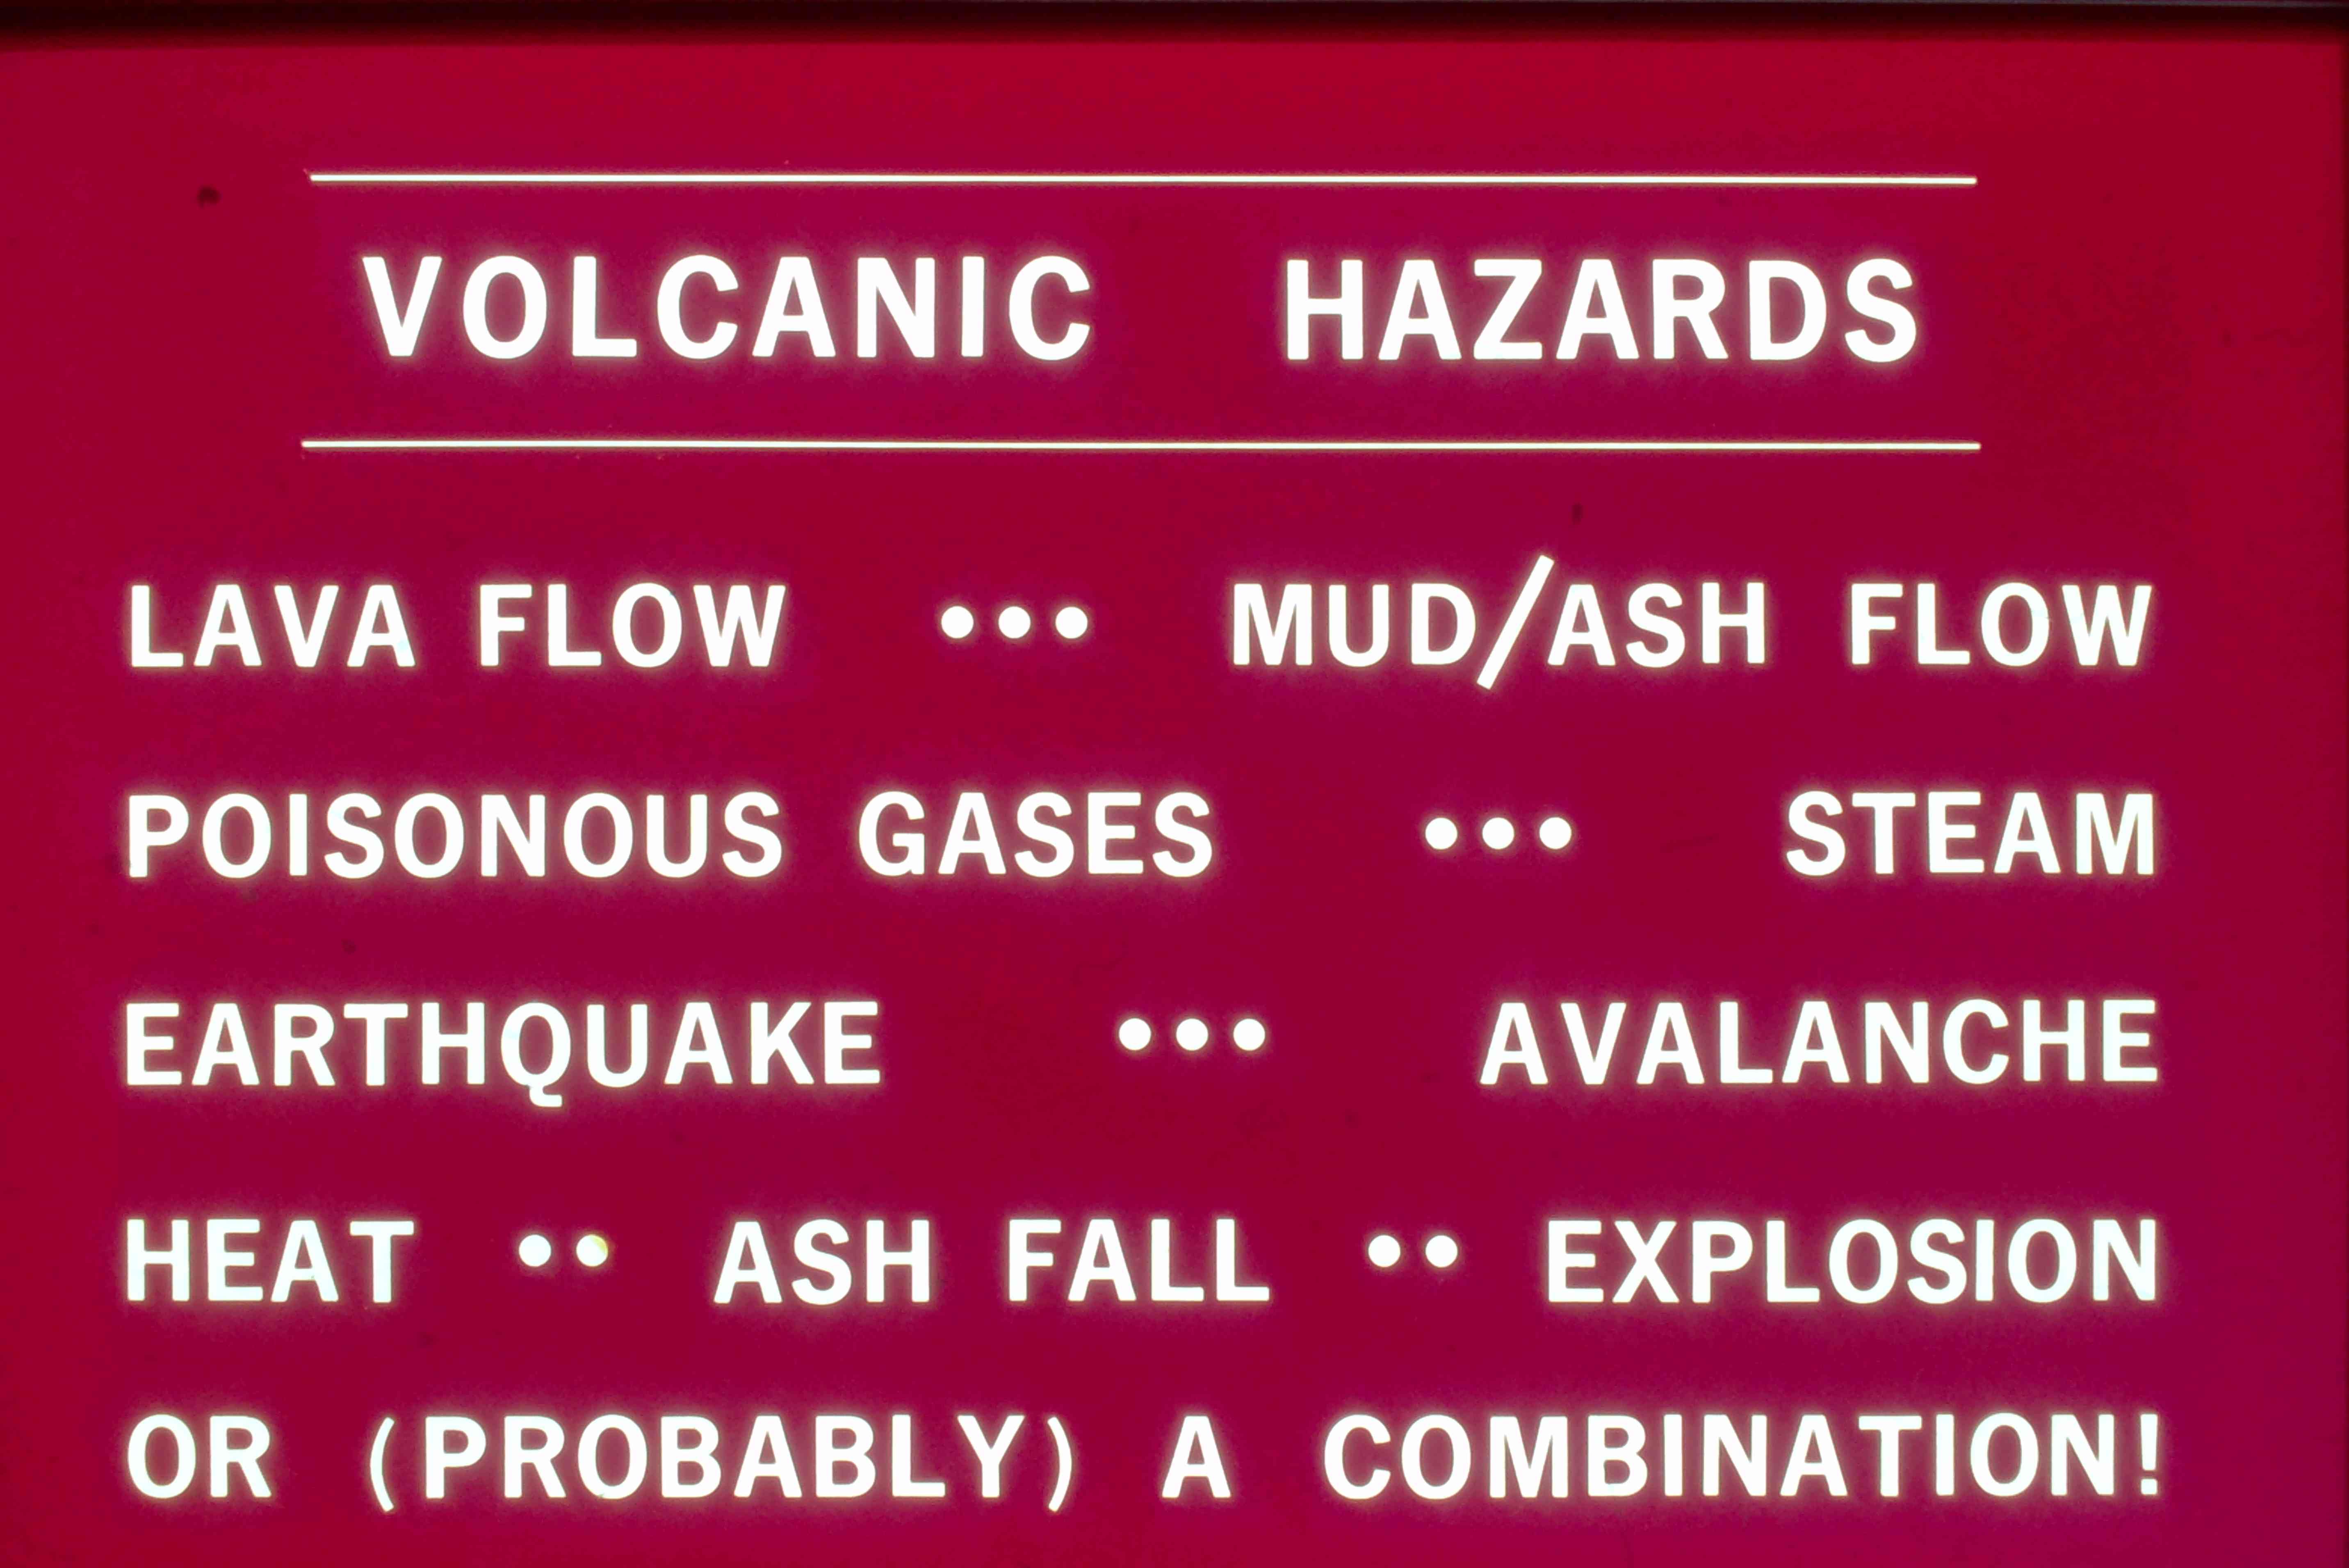 VOLCANIC HAZARDS
LAVA FLOW ••• MUD/ASH FLOW
POISONOUS GASES ••• STEAM
EARTHQUAKE ••• AVALANCHE
HEAT •• ASH FALL •• EXPLOSION
OR (PROBABLY) A COMBINATION!